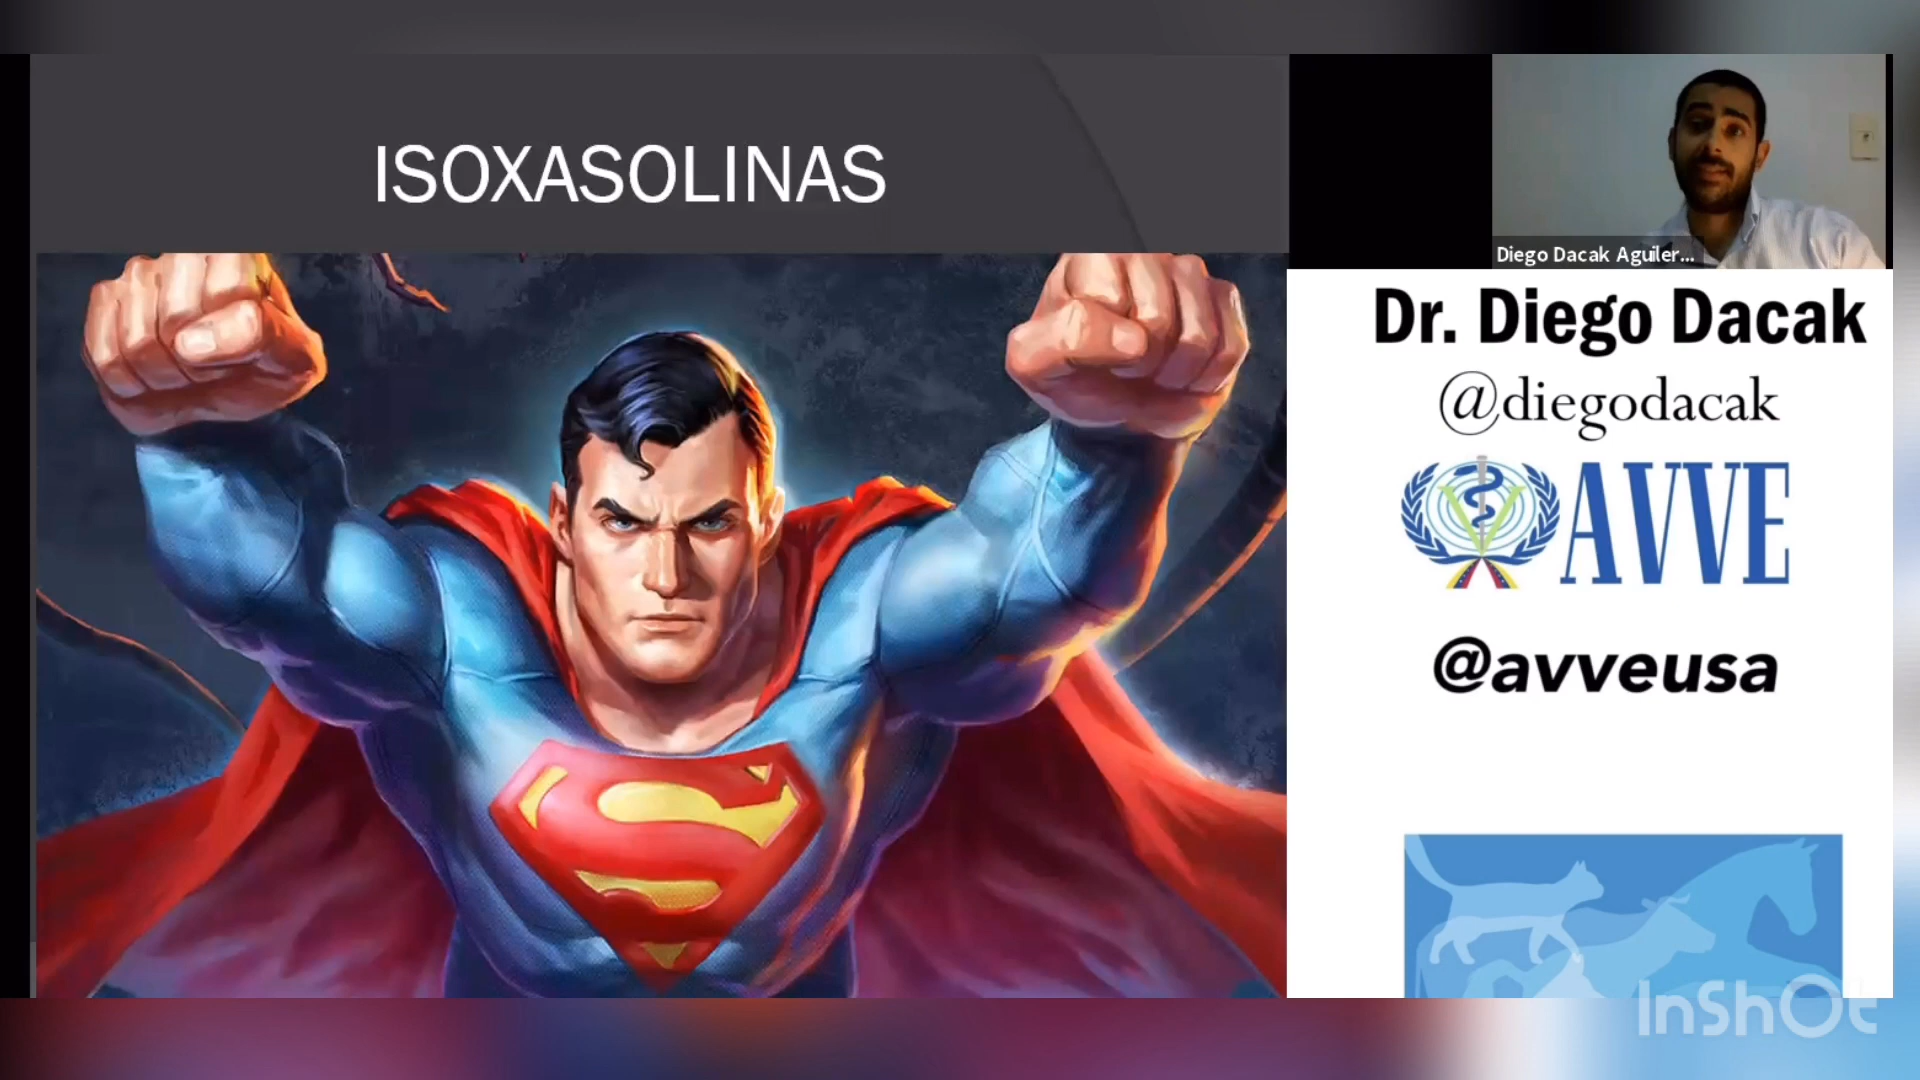 ISOXASOLINAS
Diego Dacak Aguiler...
Dr. Diego Dacak
@diegodacak
AVVE
@avveusa
InShOt